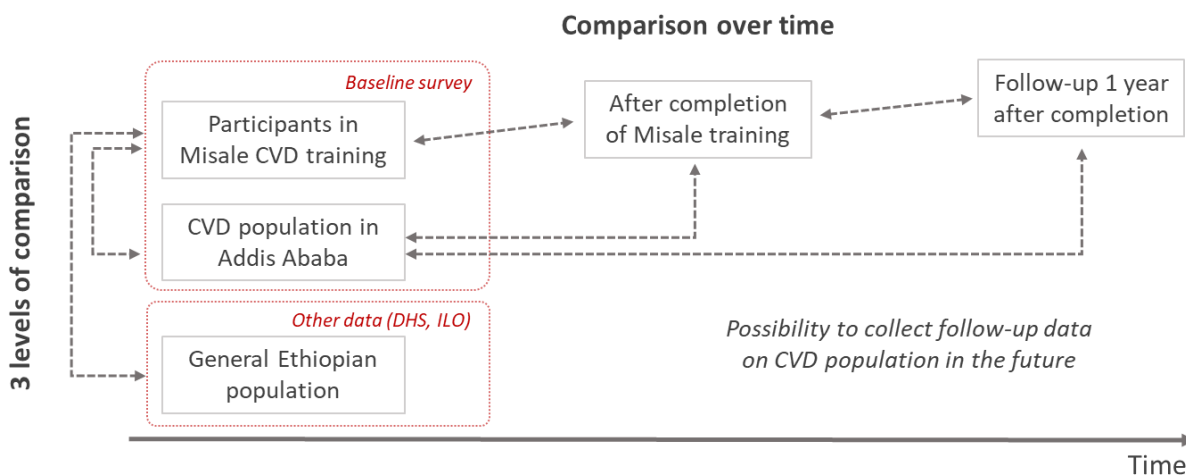 Comparison over time
3 levels of comparison
Baseline survey
Participants in
Misale CVD training
CVD population in
Addis Ababa
After completion
of Misale training
Follow-up 1 year
after completion
Other data (DHS, ILO)
General Ethiopian
population
Possibility to collect follow-up data
on CVD population in the future
Time